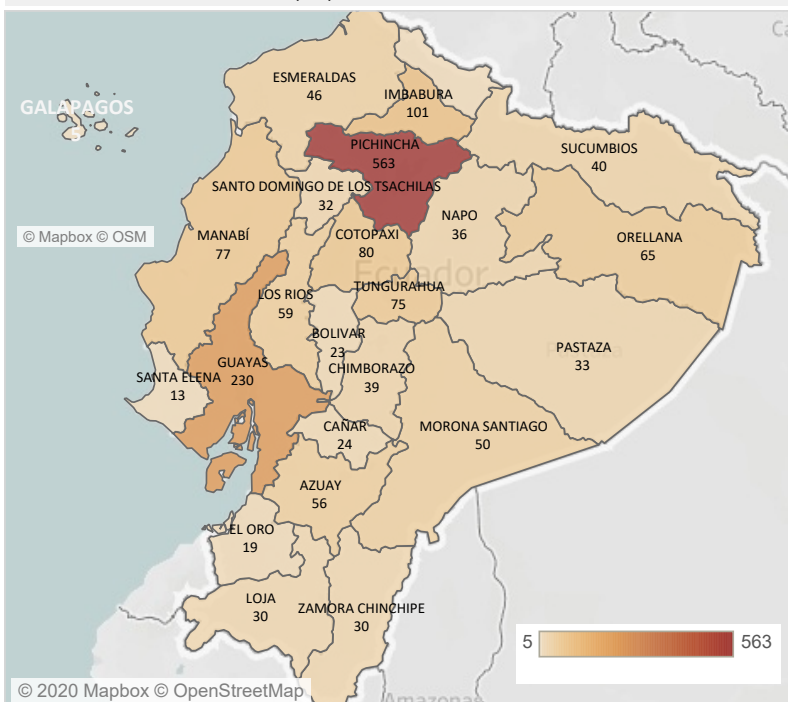 ESMERALDAS
46
IMBABURA
101
GALAPAGOS
5
PICHINCHA
563
SUCUMBIOS
40
SANTO DOMINGO DE LOS TSACHILAS
32
NAPO
36
© Mapbox © OSM
MANABÍ
77
COTOPAXI
80
ORELLANA
65
Ecuador
LOS RIOS
59
TUNGURAHUA
75
BOLIVAR
23
PASTAZA
33
GUAYAS
230
CHIMBORAZO
39
SANTA ELENA
13
CAÑAR
24
MORONA SANTIAGO
50
AZUAY
56
EL ORO
19
LOJA
30
ZAMORA CHINCHIPE
30
5 563
© 2020 Mapbox © OpenStreetMap
Amazonas